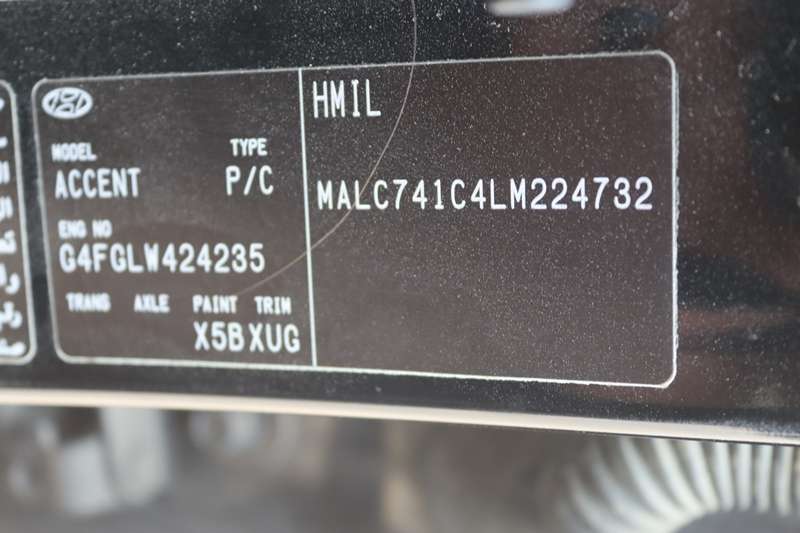 HMIL
MODEL TYPE
ACCENT P/C
MALC741C4LM224732
ENG NO
G4FGLW424235
TRANS AXLE PAINT TRIM
X5B XUG